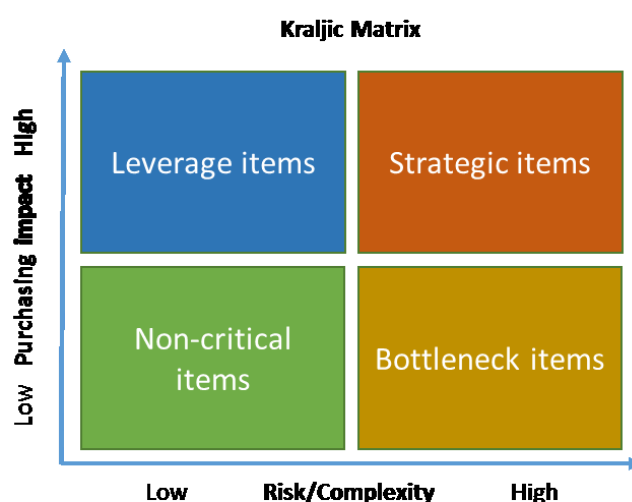 Kraljic Matrix
Low Purchasing impact High
Leverage items
Strategic items
Non-critical
items
Bottleneck items
Low Risk/Complexity High